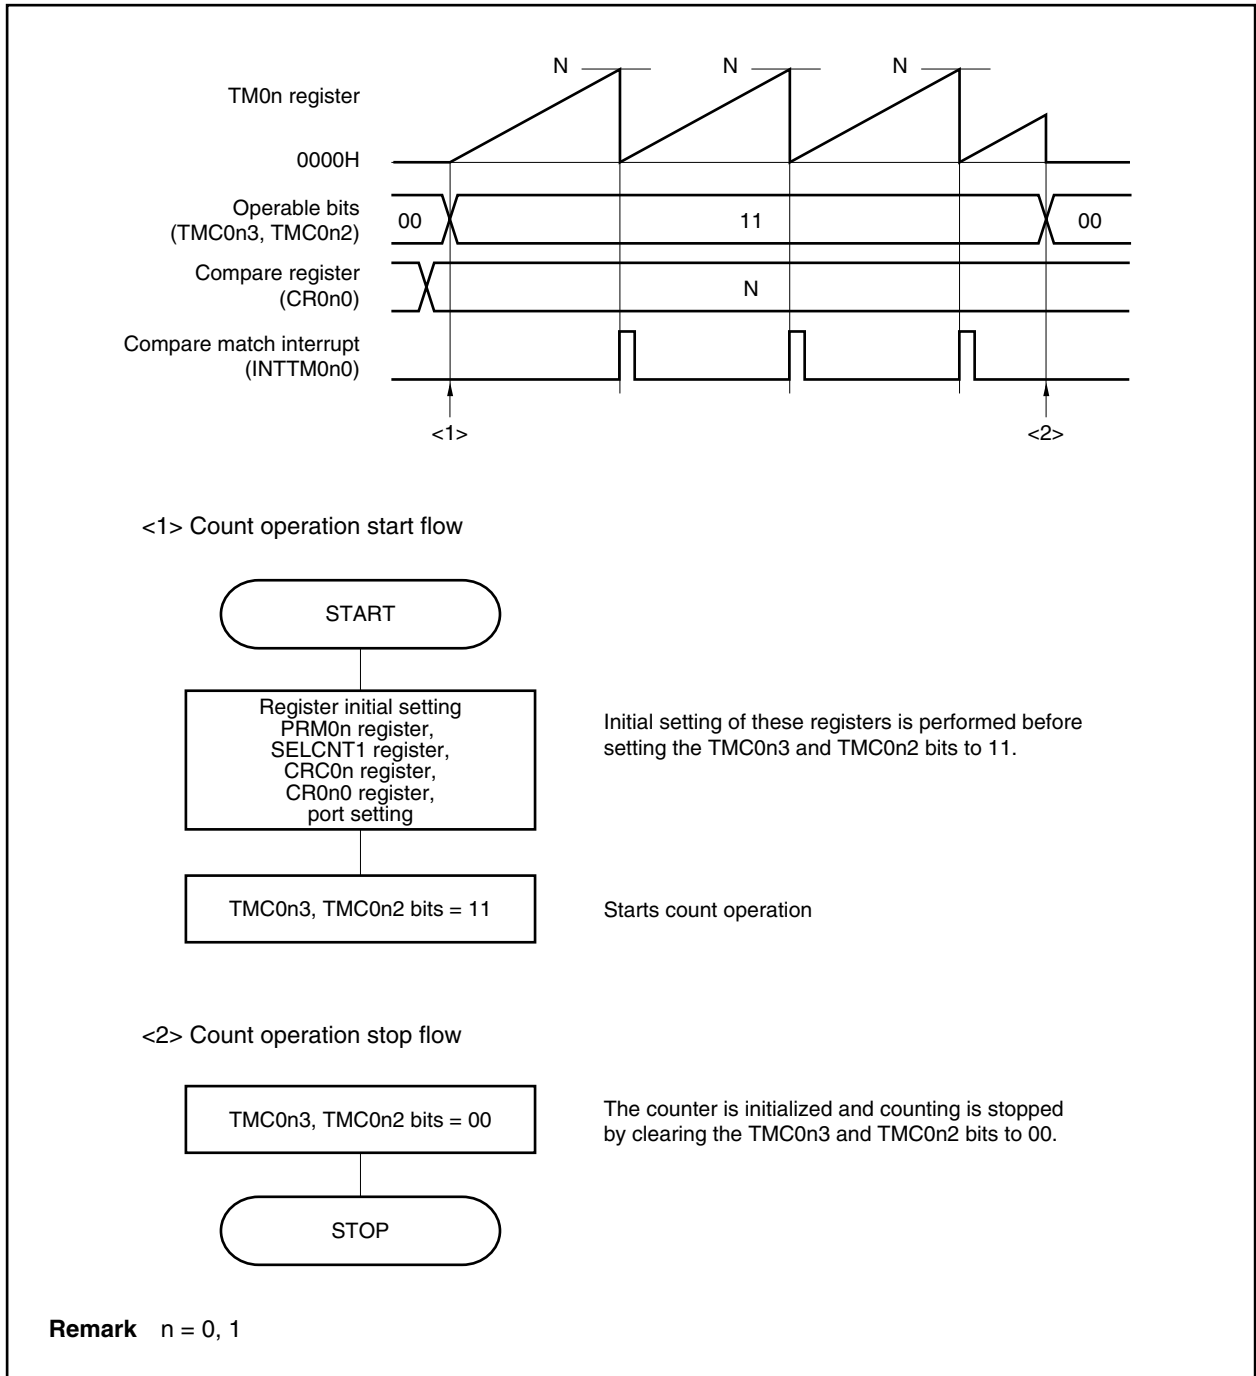 N N N
TM0n register
0000H
Operable bits
(TMC0n3, TMC0n2)
00 11 00
Compare register
(CR0n0)
N
Compare match interrupt
(INTTM0n0)
<1> <2>
<1> Count operation start flow
START
Register initial setting
PRM0n register,
SELCNT1 register,
CRC0n register,
CR0n0 register,
port setting
Initial setting of these registers is performed before
setting the TMC0n3 and TMC0n2 bits to 11.
TMC0n3, TMC0n2 bits = 11
Starts count operation
<2> Count operation stop flow
TMC0n3, TMC0n2 bits = 00
The counter is initialized and counting is stopped
by clearing the TMC0n3 and TMC0n2 bits to 00.
STOP
Remark n = 0, 1